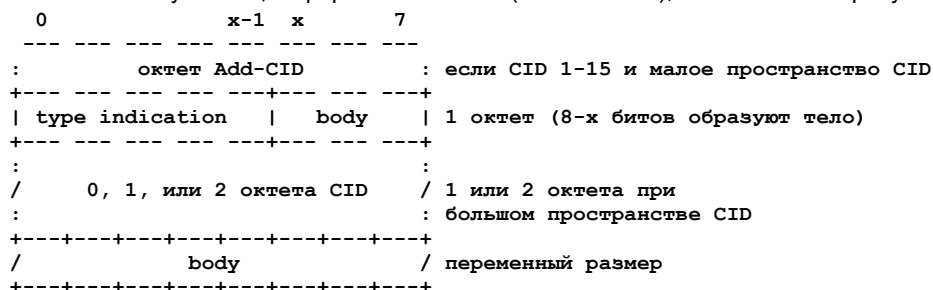 0 x-1 x 7
--- --- --- --- --- --- --- ---
: октет Add-CID : если CID 1-15 и малое пространство CID
+--- --- --- --- ---+--- --- ---+
| type indication | body | 1 октет (8-х битов образуют тело)
+--- --- --- --- ---+--- --- ---+
: :
/ 0, 1, или 2 октета CID / 1 или 2 октета при
: : большом пространстве CID
+---+---+---+---+---+---+---+---+
/ body / переменный размер
+---+---+---+---+---+---+---+---+